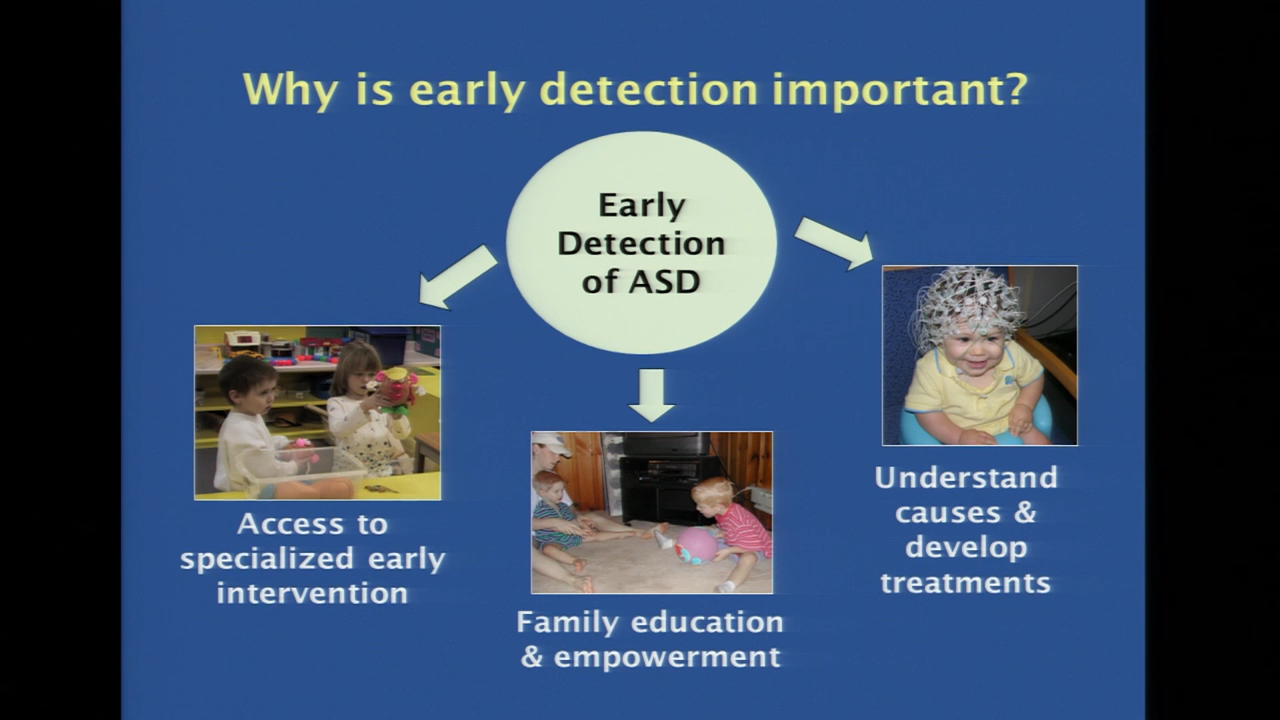 Why is early detection important?
Early
Detection
of ASD
Access to
specialized early
intervention
Family education
& empowerment
Understand
causes &
develop
treatments